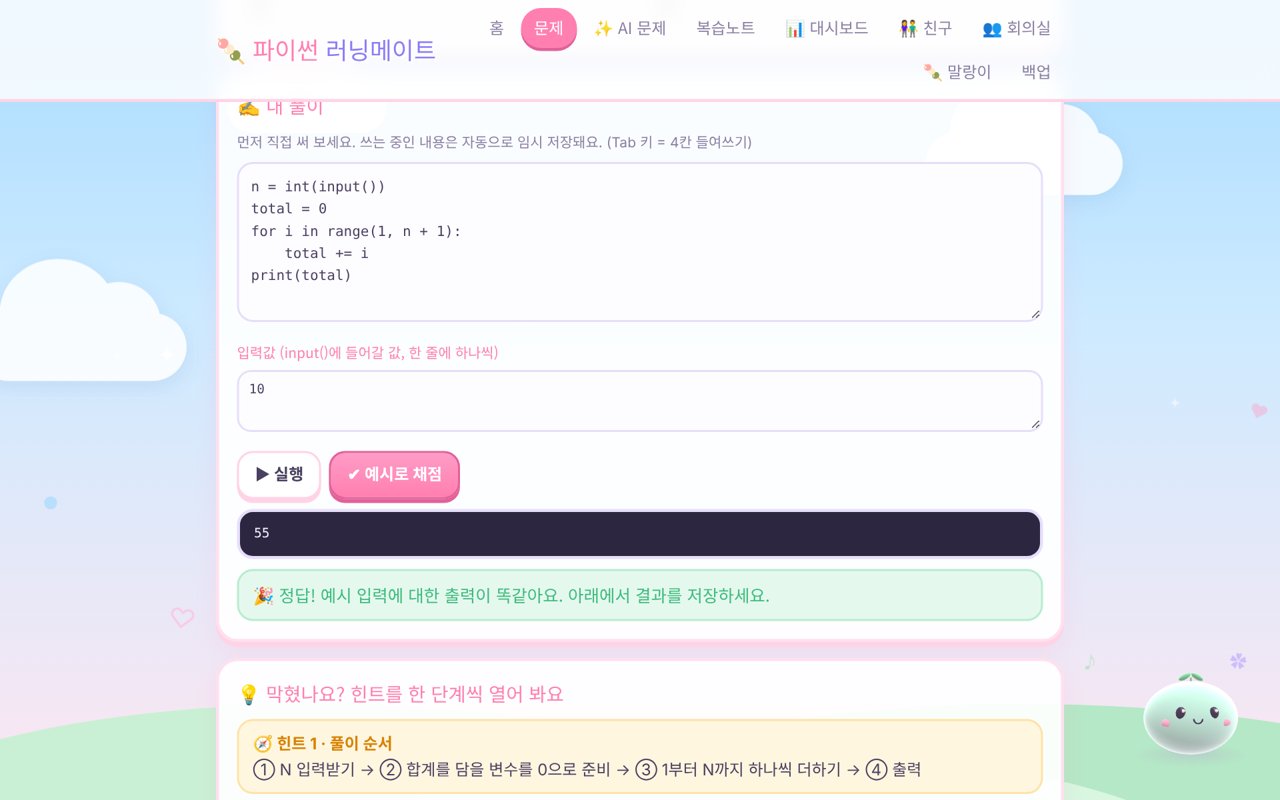 파이썬 러닝메이트
홈 문제 ✨ AI 문제 복습노트 📊 대시보드 👭 친구 👥 회의실
🍡 말랑이 백업
✍️ 내 풀이
먼저 직접 써 보세요. 쓰는 중인 내용은 자동으로 임시 저장돼요. (Tab 키 = 4칸 들여쓰기)
n = int(input())
total = 0
for i in range(1, n + 1):
    total += i
print(total)
입력값 (input()에 들어갈 값, 한 줄에 하나씩)
10
▶ 실행 ✔ 예시로 채점
55
🎉 정답! 예시 입력에 대한 출력이 똑같아요. 아래에서 결과를 저장하세요.
💡 막혔나요? 힌트를 한 단계씩 열어 봐요
🧭 힌트 1 · 풀이 순서
① N 입력받기 → ② 합계를 담을 변수를 0으로 준비 → ③ 1부터 N까지 하나씩 더하기 → ④ 출력